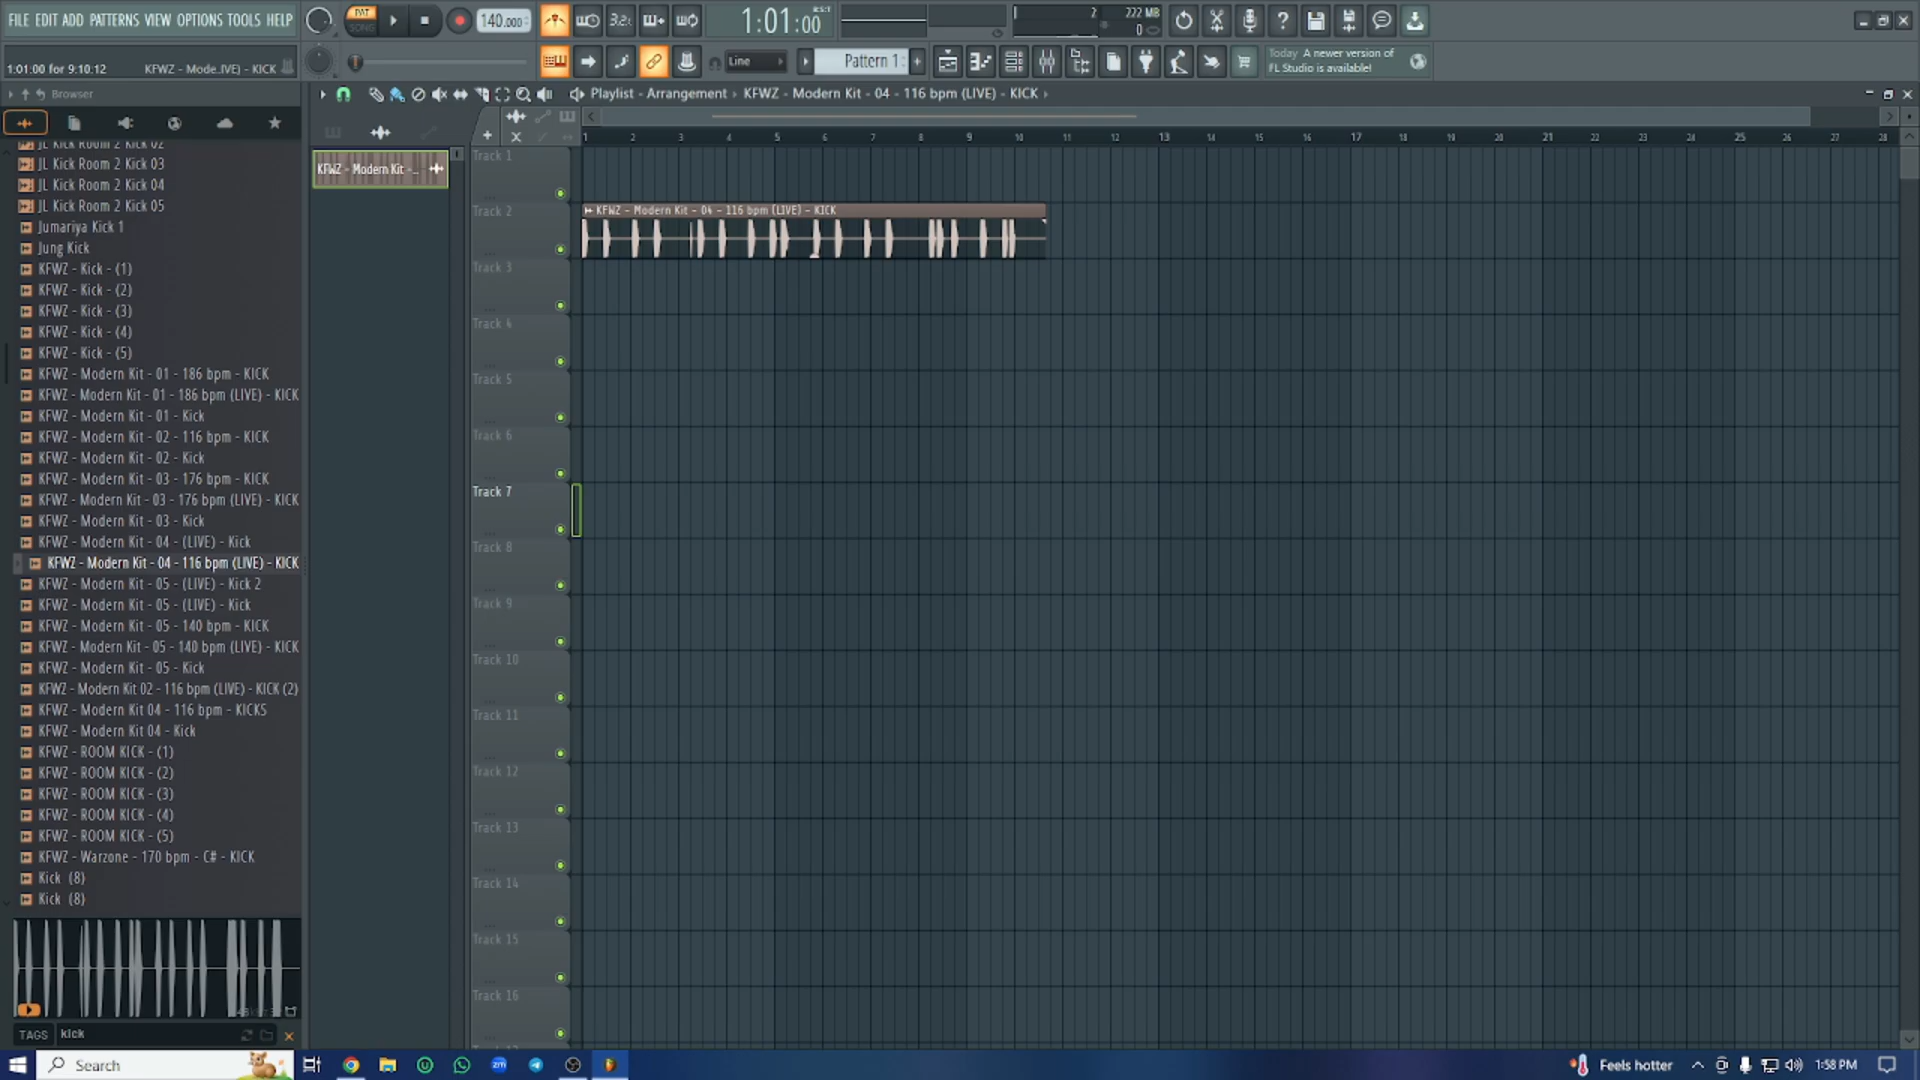 FILE EDIT ADD PATTERNS VIEW OPTIONS TOOLS HELP
PAT
SONG
140.000
3.2.
1:01:00
2
222 MB
0
1:01:00 for 9:10:12
KFWZ - Mode..IVE) - KICK
Line
Pattern 1
Today A newer version of
FL Studio is available!
Browser
Playlist - Arrangement › KFWZ - Modern Kit - 04 - 116 bpm (LIVE) - KICK ›
1 2 3 4 5 6 7 8 9 10 11 12 13 14 15 16 17 18 19 20 21 22 23 24 25 26 27 28
JL Kick Room 2 Kick 02
JL Kick Room 2 Kick 03
JL Kick Room 2 Kick 04
JL Kick Room 2 Kick 05
Jumariya Kick 1
Jung Kick
KFWZ - Kick - (1)
KFWZ - Kick - (2)
KFWZ - Kick - (3)
KFWZ - Kick - (4)
KFWZ - Kick - (5)
KFWZ - Modern Kit - 01 - 186 bpm - KICK
KFWZ - Modern Kit - 01 - 186 bpm (LIVE) - KICK
KFWZ - Modern Kit - 01 - Kick
KFWZ - Modern Kit - 02 - 116 bpm - KICK
KFWZ - Modern Kit - 02 - Kick
KFWZ - Modern Kit - 03 - 176 bpm - KICK
KFWZ - Modern Kit - 03 - 176 bpm (LIVE) - KICK
KFWZ - Modern Kit - 03 - Kick
KFWZ - Modern Kit - 04 - (LIVE) - Kick
KFWZ - Modern Kit - 04 - 116 bpm (LIVE) - KICK
KFWZ - Modern Kit - 05 - (LIVE) - Kick 2
KFWZ - Modern Kit - 05 - (LIVE) - Kick
KFWZ - Modern Kit - 05 - 140 bpm - KICK
KFWZ - Modern Kit - 05 - 140 bpm (LIVE) - KICK
KFWZ - Modern Kit - 05 - Kick
KFWZ - Modern Kit 02 - 116 bpm (LIVE) - KICK (2)
KFWZ - Modern Kit 04 - 116 bpm - KICKS
KFWZ - Modern Kit 04 - Kick
KFWZ - ROOM KICK - (1)
KFWZ - ROOM KICK - (2)
KFWZ - ROOM KICK - (3)
KFWZ - ROOM KICK - (4)
KFWZ - ROOM KICK - (5)
KFWZ - Warzone - 170 bpm - C# - KICK
Kick (8)
Kick (8)
TAGS kick
KFWZ - Modern Kit -...
Track 1
Track 2
KFWZ - Modern Kit - 04 - 116 bpm (LIVE) - KICK
Track 3
Track 4
Track 5
Track 6
Track 7
Track 8
Track 9
Track 10
Track 11
Track 12
Track 13
Track 14
Track 15
Track 16
Search
Feels hotter
1:58 PM